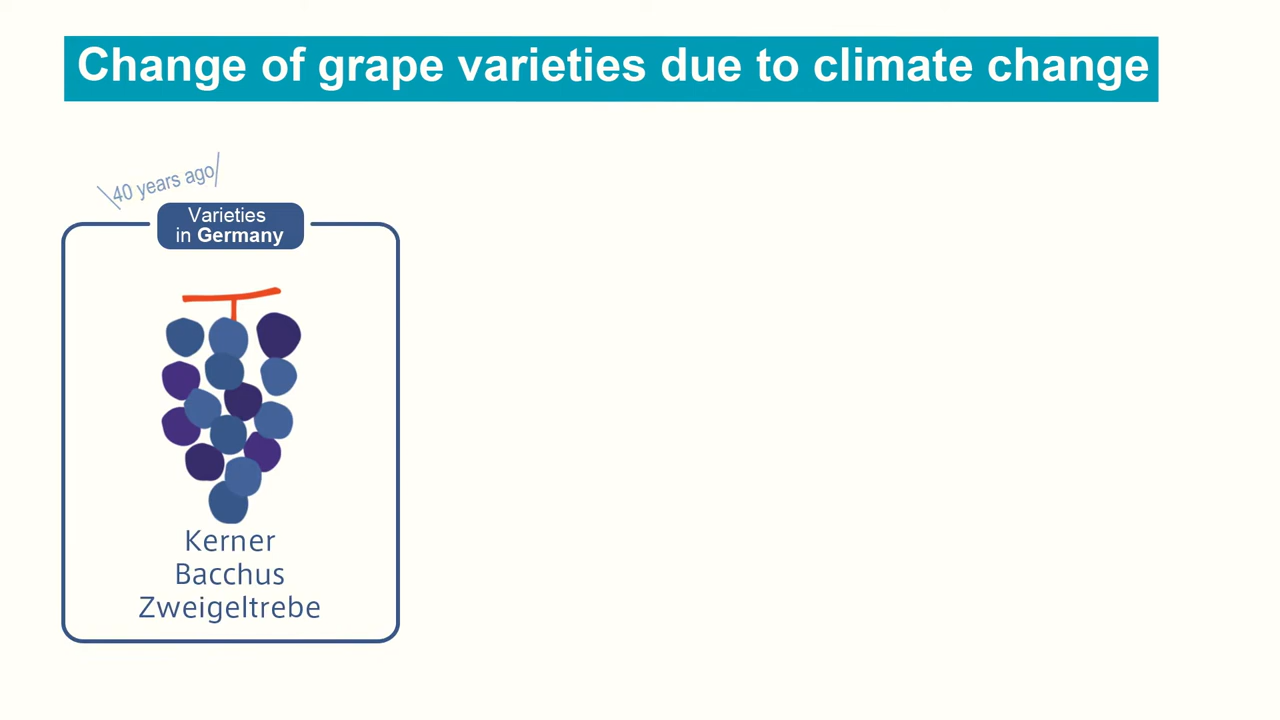 Change of grape varieties due to climate change
\40 years ago/
Varieties
in Germany
Kerner
Bacchus
Zweigeltrebe